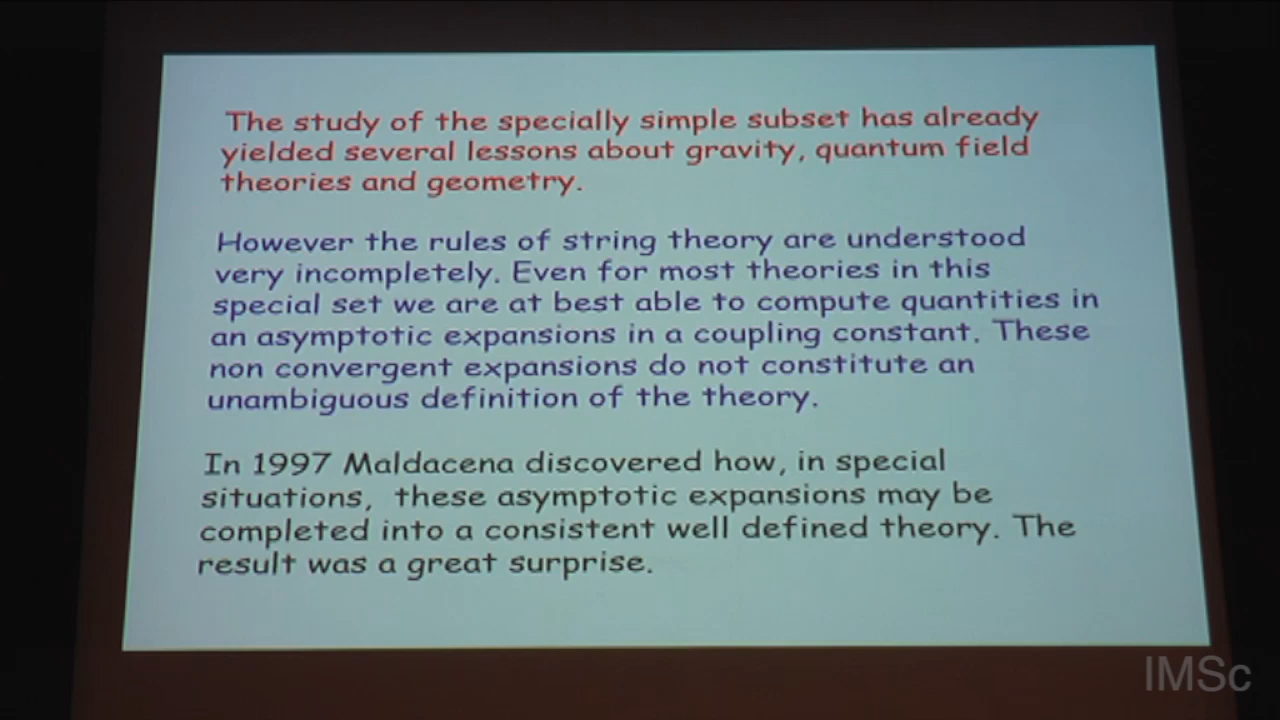 The study of the specially simple subset has already
yielded several lessons about gravity, quantum field
theories and geometry.
However the rules of string theory are understood
very incompletely. Even for most theories in this
special set we are at best able to compute quantities in
an asymptotic expansions in a coupling constant. These
non convergent expansions do not constitute an
unambiguous definition of the theory.
In 1997 Maldacena discovered how, in special
situations, these asymptotic expansions may be
completed into a consistent well defined theory. The
result was a great surprise.
IMSc